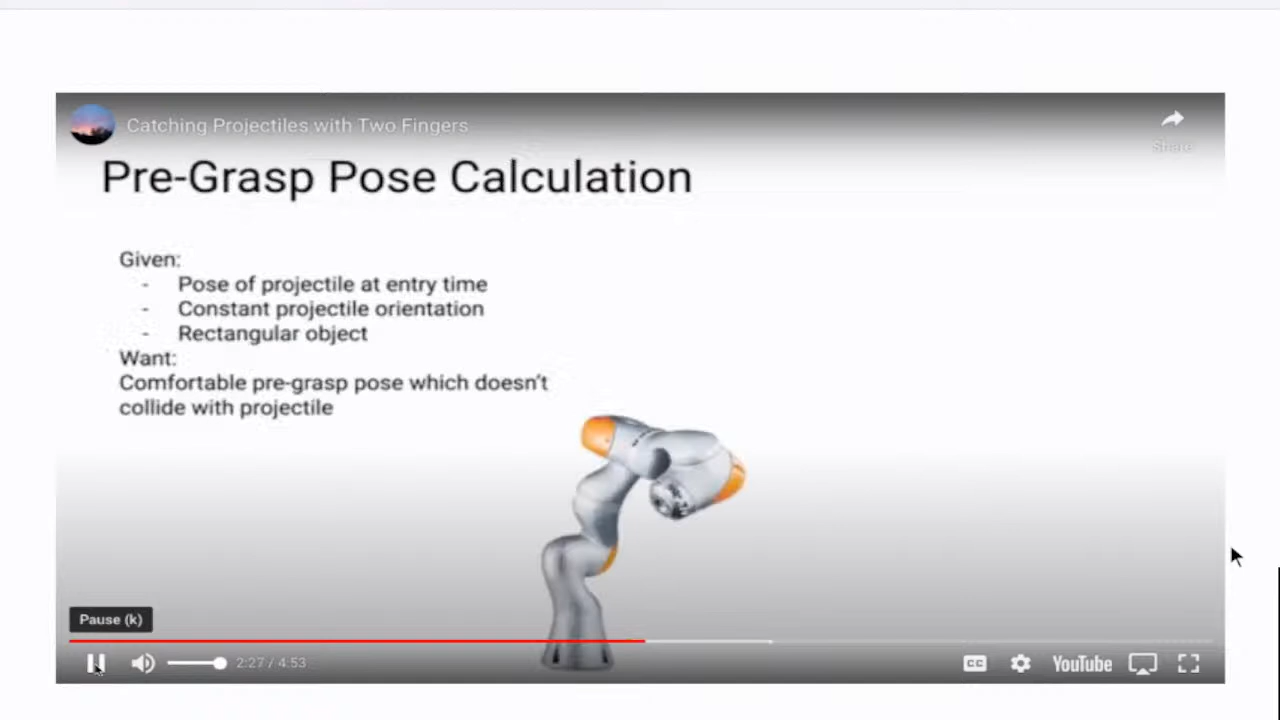 Catching Projectiles with Two Fingers
Share
Pre-Grasp Pose Calculation
Given:
- Pose of projectile at entry time
- Constant projectile orientation
- Rectangular object
Want:
Comfortable pre-grasp pose which doesn't
collide with projectile
Pause (k)
2:27 / 4:53
CC
YouTube